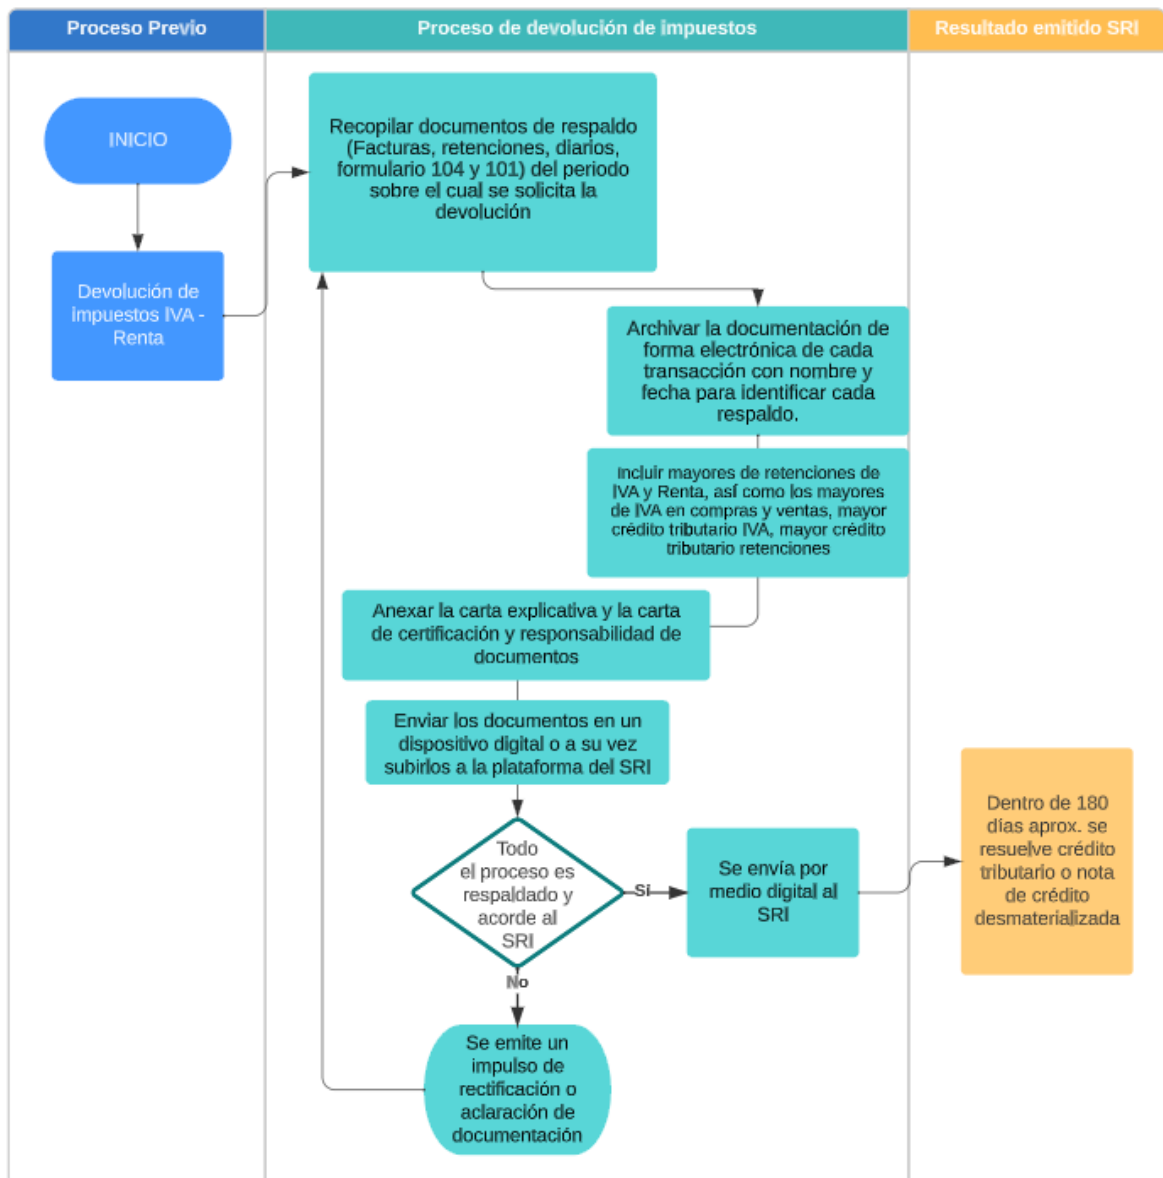 Proceso Previo
Proceso de devolución de impuestos
Resultado emitido SRI
INICIO
Devolución de
impuestos IVA -
Renta
Recopilar documentos de respaldo
(Facturas, retenciones, diarios,
formulario 104 y 101) del periodo
sobre el cual se solicita la
devolución
Archivar la documentación de
forma electrónica de cada
transacción con nombre y
fecha para identificar cada
respaldo.
Incluir mayores de retenciones de
IVA y Renta, así como los mayores
de IVA en compras y ventas, mayor
crédito tributario IVA, mayor crédito
tributario retenciones
Anexar la carta explicativa y la carta
de certificación y responsabilidad de
documentos
Enviar los documentos en un
dispositivo digital o a su vez
subirlos a la plataforma del SRI
Todo
el proceso es
respaldado y
acorde al
SRI
Si
Se envía por
medio digital al
SRI
Dentro de 180
días aprox. se
resuelve crédito
tributario o nota
de crédito
desmaterializada
No
Se emite un
impulso de
rectificación o
aclaración de
documentación